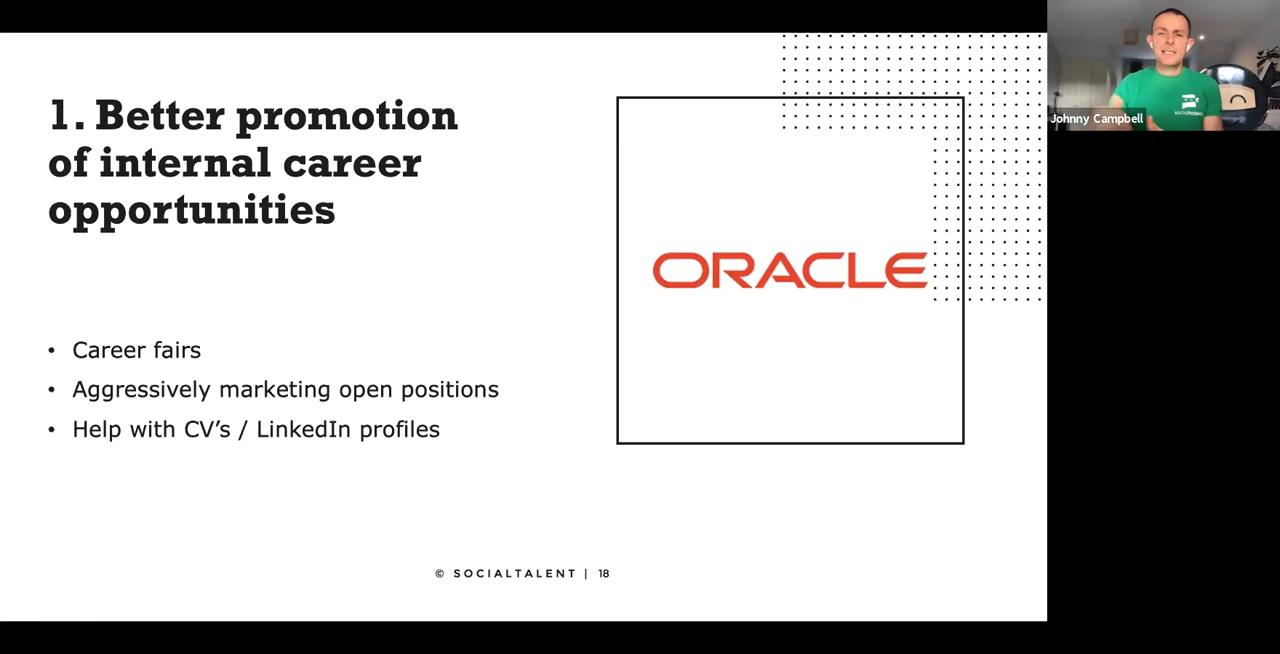 1. Better promotion
of internal career
opportunities
• Career fairs
• Aggressively marketing open positions
• Help with CV’s / LinkedIn profiles
ORACLE
© SOCIALTALENT | 18
Johnny Campbell
socialtalent